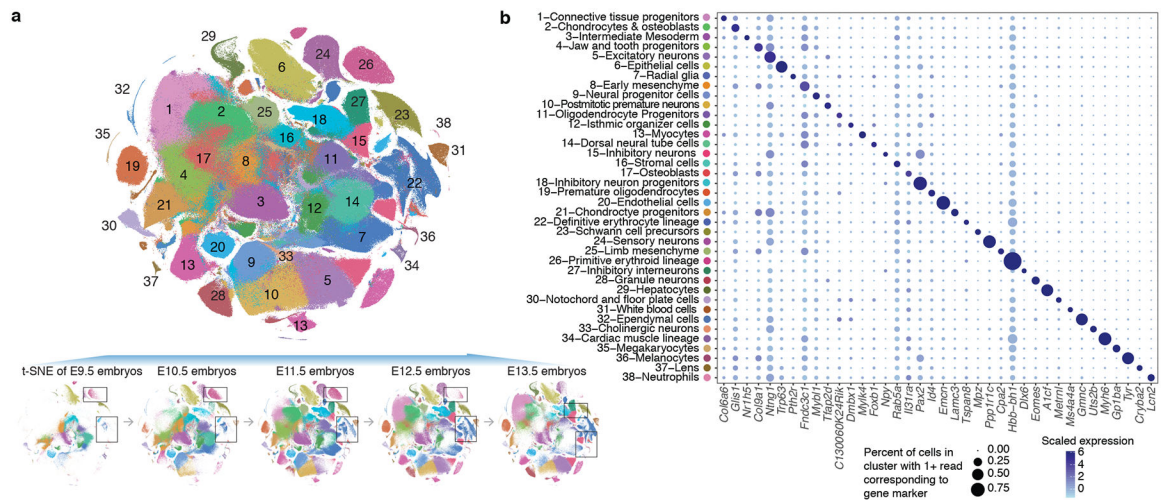 a
29
6
24
26
32
1
2
25
18
27
23
38
35
16
15
31
17
8
11
19
4
22
3
12
14
21
30
7
36
20
13
9
33
34
37
28
10
5
13
t-SNE of E9.5 embryos
E10.5 embryos
E11.5 embryos
E12.5 embryos
E13.5 embryos
b
1−Connective tissue progenitors
2−Chondrocytes & osteoblasts
3−Intermediate Mesoderm
4−Jaw and tooth progenitors
5−Excitatory neurons
6−Epithelial cells
7−Radial glia
8−Early mesenchyme
9−Neural progenitor cells
10−Postmitotic premature neurons
11−Oligodendrocyte Progenitors
12−Isthmic organizer cells
13−Myocytes
14−Dorsal neural tube cells
15−Inhibitory neurons
16−Stromal cells
17−Osteoblasts
18−Inhibitory neuron progenitors
19−Premature oligodendrocytes
20−Endothelial cells
21−Chondroctye progenitors
22−Definitive erythrocyte lineage
23−Schwann cell precursors
24−Sensory neurons
25−Limb mesenchyme
26−Primitive erythroid lineage
27−Inhibitory interneurons
28−Granule neurons
29−Hepatocytes
30−Notochord and floor plate cells
31−White blood cells
32−Ependymal cells
33−Cholinergic neurons
34−Cardiac muscle lineage
35−Megakaryocytes
36−Melanocytes
37−Lens
38−Neutrophils
Col6a6
Glis1
Nr1h5
Col9a1
Ntng1
Trp63
Pth2r
Fndc3c1
Mybl1
Tfap2d
C130060K24Rik
Dmbx1
Mylk4
Foxb1
Npy
Rab5a
Il31ra
Pax2
Id4
Emcn
Lamc3
Tspan8
Mpz
Ppp1r1c
Cpa2
Hbb−bh1
Dlx6
Eomes
A1cf
Metrnl
Ms4a4a
Gmnc
Uts2b
Myh6
Gp1ba
Tyr
Cryba2
Lcn2
Percent of cells in
cluster with 1+ read
corresponding to
gene marker
0.00
0.25
0.50
0.75
Scaled expression
6
4
2
0